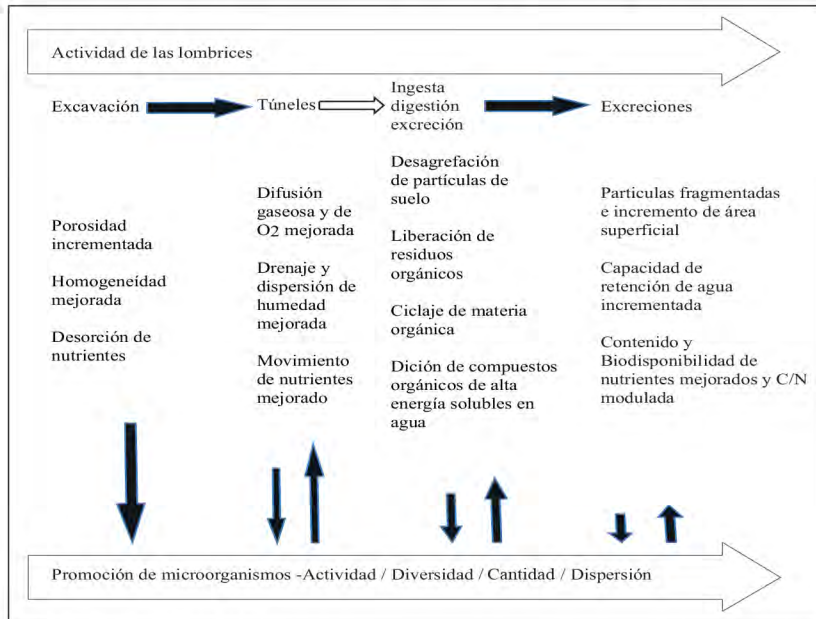 Actividad de las lombrices
Excavación
Túneles
Ingesta
digestión
excreción
Excreciones
Porosidad
incrementada
Homogeneídad
mejorada
Desorción de
nutrientes
Difusión
gaseosa y de
O2 mejorada
Drenaje y
dispersión de
humedad
mejorada
Movimiento
de nutrientes
mejorado
Desagrefación
de partículas de
suelo
Liberación de
residuos
orgánicos
Ciclaje de materia
orgánica
Dición de compuestos
orgánicos de alta
energía solubles en
agua
Particulas fragmentadas
e incremento de área
superficial
Capacidad de
retención de agua
incrementada
Contenido y
Biodisponibilidad de
nutrientes mejorados y C/N
modulada
Promoción de microorganismos -Actividad / Diversidad / Cantidad / Dispersión